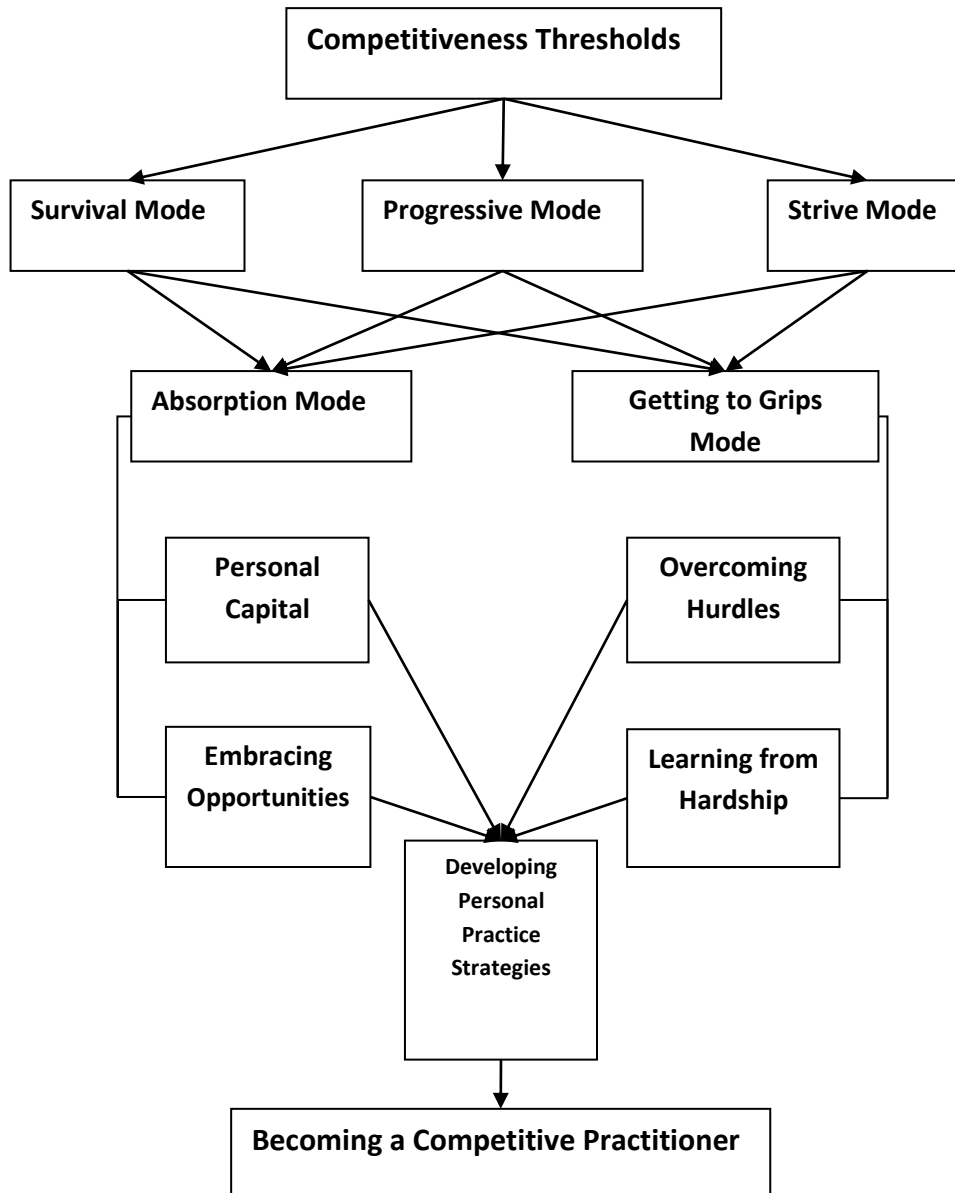 Competitiveness Thresholds
Survival Mode
Progressive Mode
Strive Mode
Absorption Mode
Getting to Grips
Mode
Personal
Capital
Overcoming
Hurdles
Embracing
Opportunities
Learning from
Hardship
Developing
Personal
Practice
Strategies
Becoming a Competitive Practitioner